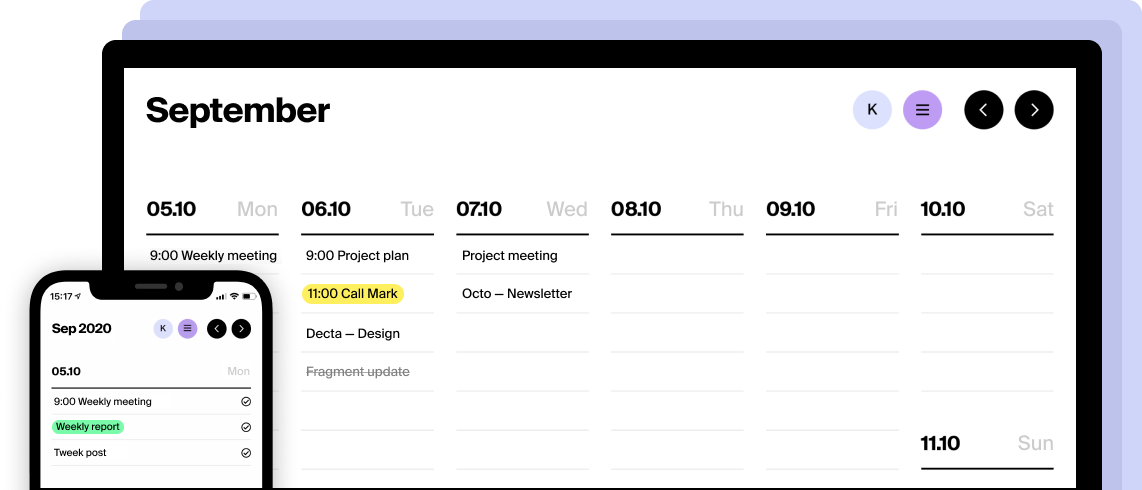 September
K
05.10 Mon
06.10 Tue
07.10 Wed
08.10 Thu
09.10 Fri
10.10 Sat
9:00 Weekly meeting
9:00 Project plan
Project meeting
11:00 Call Mark
Octo – Newsletter
Decta – Design
Fragment update
11.10 Sun
15:17
Sep 2020
K
05.10 Mon
9:00 Weekly meeting
Weekly report
Tweek post